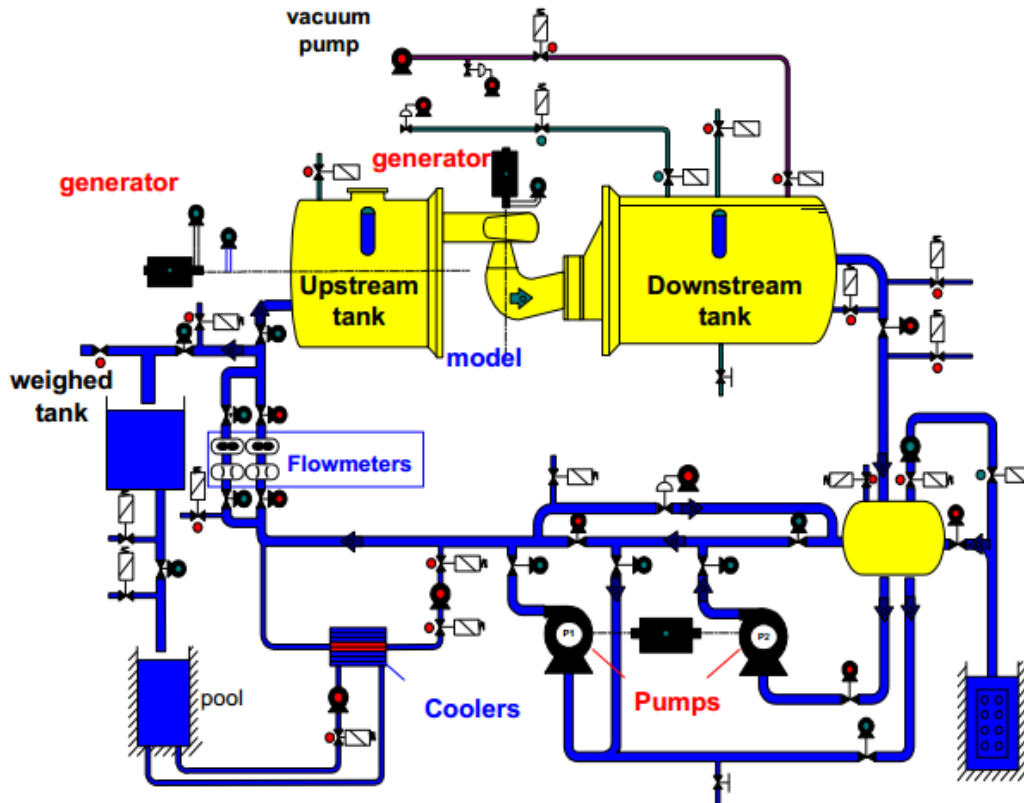 vacuum
pump
generator
generator
Upstream
tank
Downstream
tank
model
weighed
tank
Flowmeters
P1
P2
pool
Coolers
Pumps